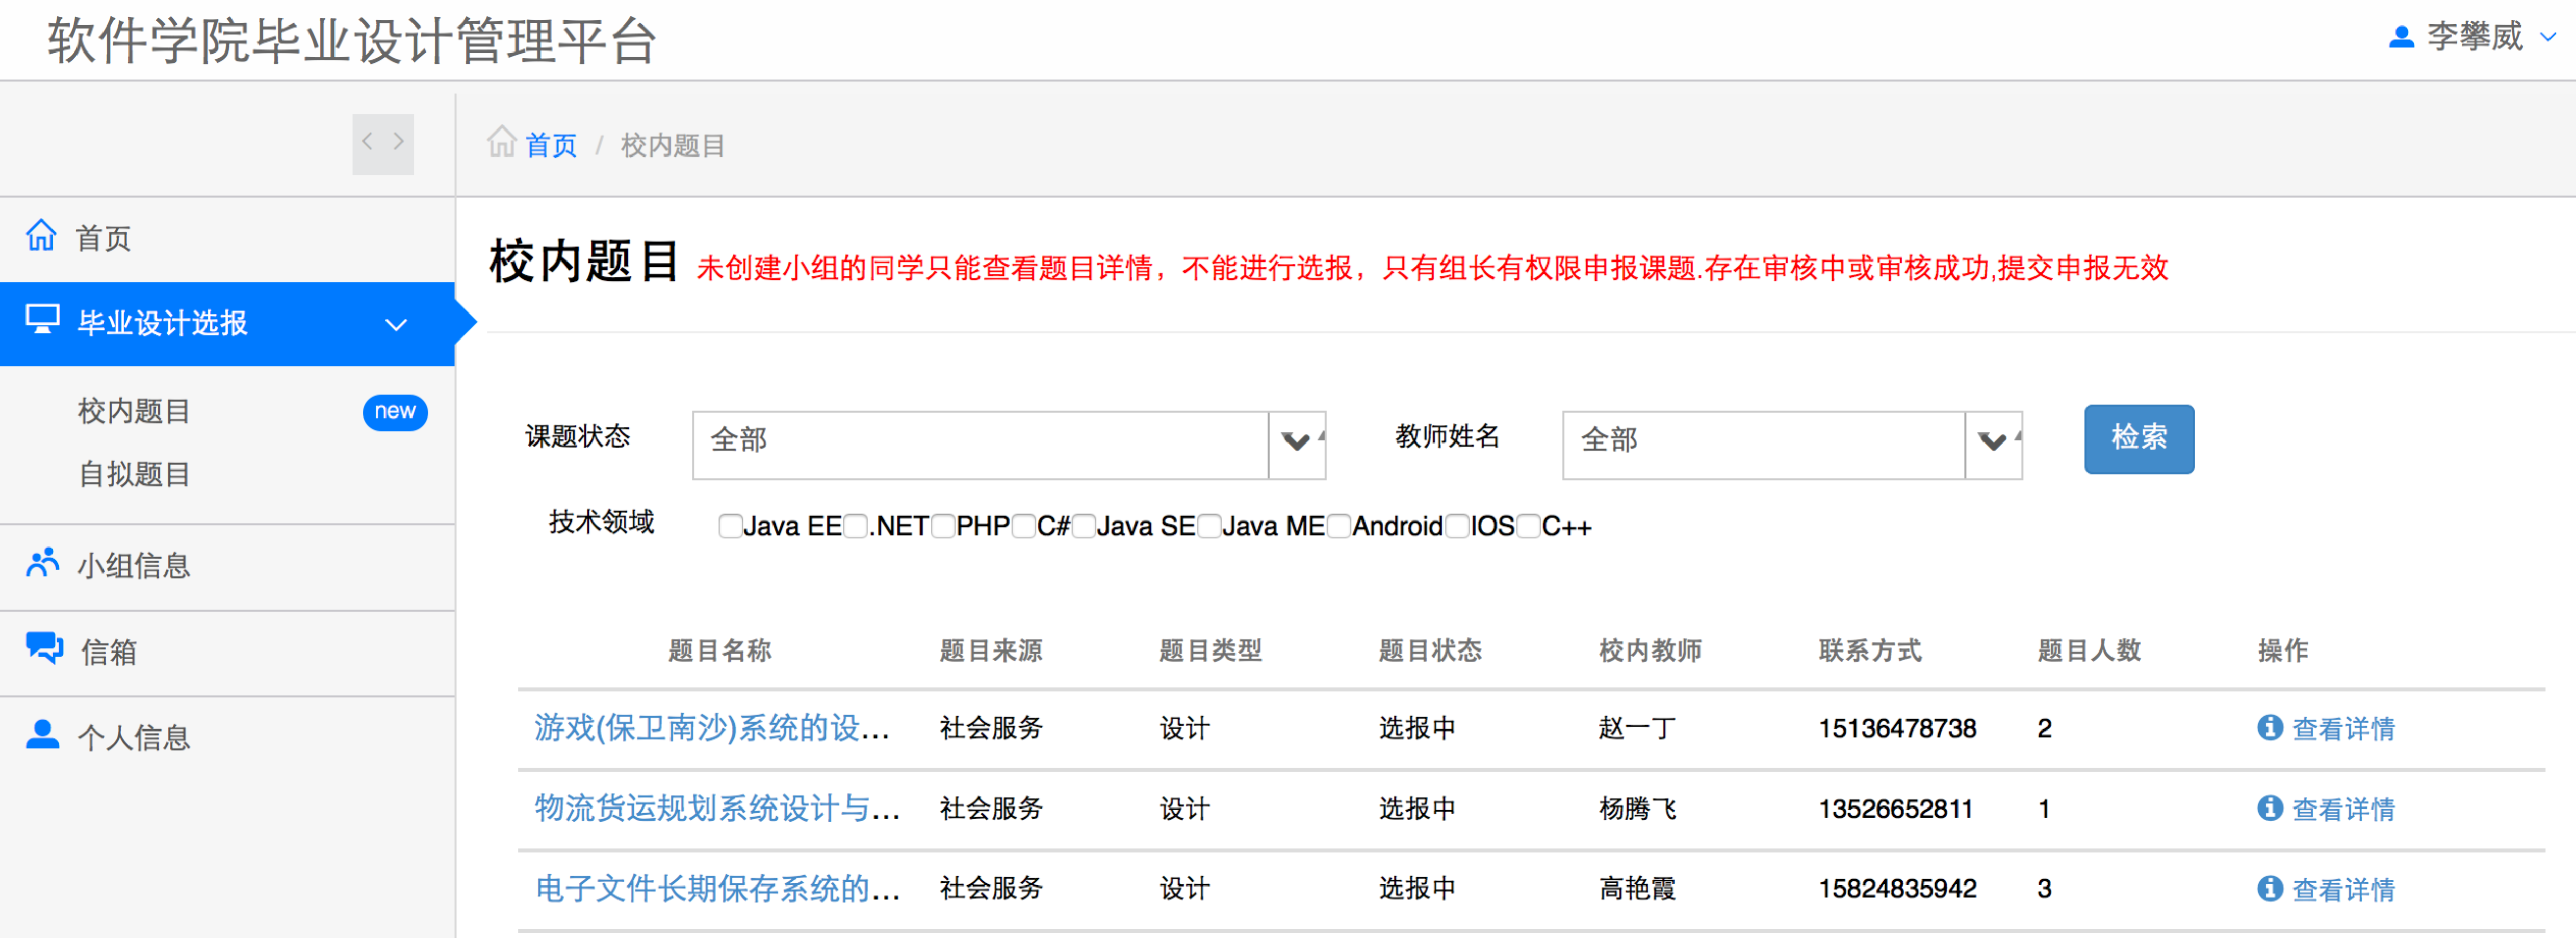 软件学院毕业设计管理平台
李攀威
首页 / 校内题目
首页
毕业设计选报
校内题目 new
自拟题目
小组信息
信箱
个人信息
校内题目 未创建小组的同学只能查看题目详情，不能进行选报，只有组长有权限申报课题.存在审核中或审核成功,提交申报无效
课题状态 全部 教师姓名 全部 检索
技术领域 Java EE .NET PHP C# Java SE Java ME Android IOS C++
题目名称 题目来源 题目类型 题目状态 校内教师 联系方式 题目人数 操作
游戏(保卫南沙)系统的设... 社会服务 设计 选报中 赵一丁 15136478738 2 查看详情
物流货运规划系统设计与... 社会服务 设计 选报中 杨腾飞 13526652811 1 查看详情
电子文件长期保存系统的... 社会服务 设计 选报中 高艳霞 15824835942 3 查看详情